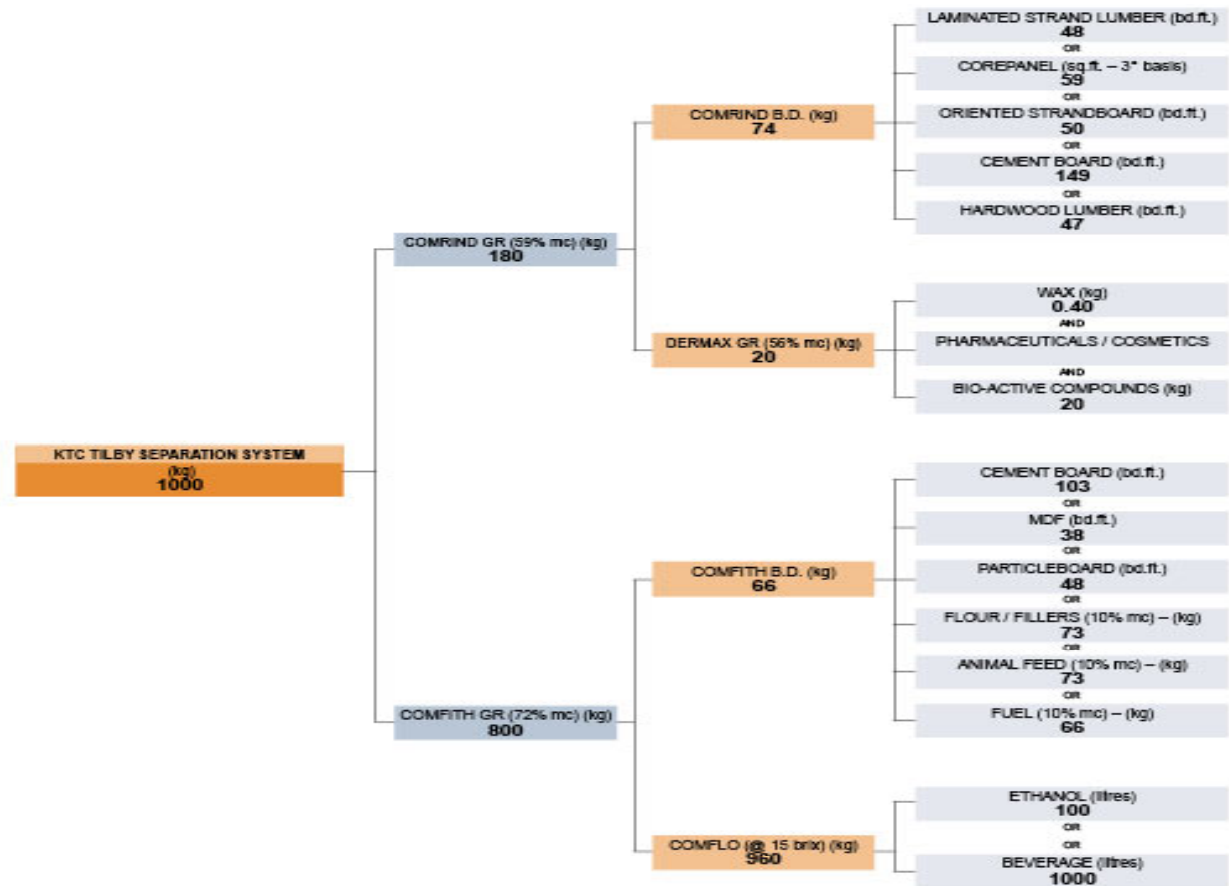 LAMINATED STRAND LUMBER (bd.ft.)
48
OR
COREPANEL (sq.ft. – 3" basis)
59
OR
ORIENTED STRANDBOARD (bd.ft.)
50
OR
CEMENT BOARD (bd.ft.)
149
OR
HARDWOOD LUMBER (bd.ft.)
47
COMRIND B.D. (kg)
74
COMRIND GR (59% mc) (kg)
180
DERMAX GR (56% mc) (kg)
20
WAX (kg)
0.40
AND
PHARMACEUTICALS / COSMETICS
AND
BIO-ACTIVE COMPOUNDS (kg)
20
KTC TILBY SEPARATION SYSTEM
(kg)
1000
CEMENT BOARD (bd.ft.)
103
OR
MDF (bd.ft.)
38
OR
PARTICLEBOARD (bd.ft.)
48
OR
FLOUR / FILLERS (10% mc) – (kg)
73
OR
ANIMAL FEED (10% mc) – (kg)
73
OR
FUEL (10% mc) – (kg)
66
COMFITH B.D. (kg)
66
COMFITH GR (72% mc) (kg)
800
COMFLO (@ 15 brix) (kg)
960
ETHANOL (litres)
100
OR
OR
BEVERAGE (litres)
1000